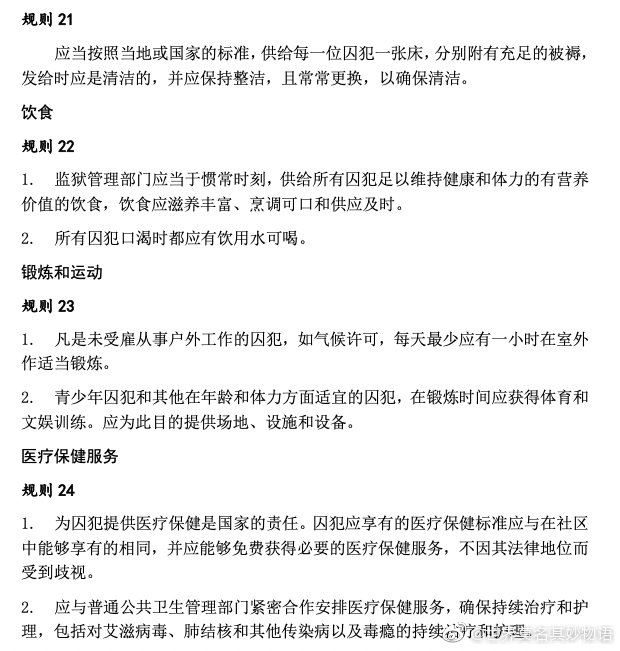 规则 21
应当按照当地或国家的标准，供给每一位囚犯一张床，分别附有充足的被褥，
发给时应是清洁的，并应保持整洁，且常常更换，以确保清洁。
饮食
规则 22
1. 监狱管理部门应当于惯常时刻，供给所有囚犯足以维持健康和体力的有营养
价值的饮食，饮食应滋养丰富、烹调可口和供应及时。
2. 所有囚犯口渴时都应有饮用水可喝。
锻炼和运动
规则 23
1. 凡是未受雇从事户外工作的囚犯，如气候许可，每天最少应有一小时在室外
作适当锻炼。
2. 青少年囚犯和其他在年龄和体力方面适宜的囚犯，在锻炼时间应获得体育和
文娱训练。应为此目的提供场地、设施和设备。
医疗保健服务
规则 24
1. 为囚犯提供医疗保健是国家的责任。囚犯应享有的医疗保健标准应与在社区
中能够享有的相同，并应能够免费获得必要的医疗保健服务，不因其法律地位而
受到歧视。
2. 应与普通公共卫生管理部门紧密合作安排医疗保健服务，确保持续治疗和护
理，包括对艾滋病毒、肺结核和其他传染病以及毒瘾的持续治疗和护理。